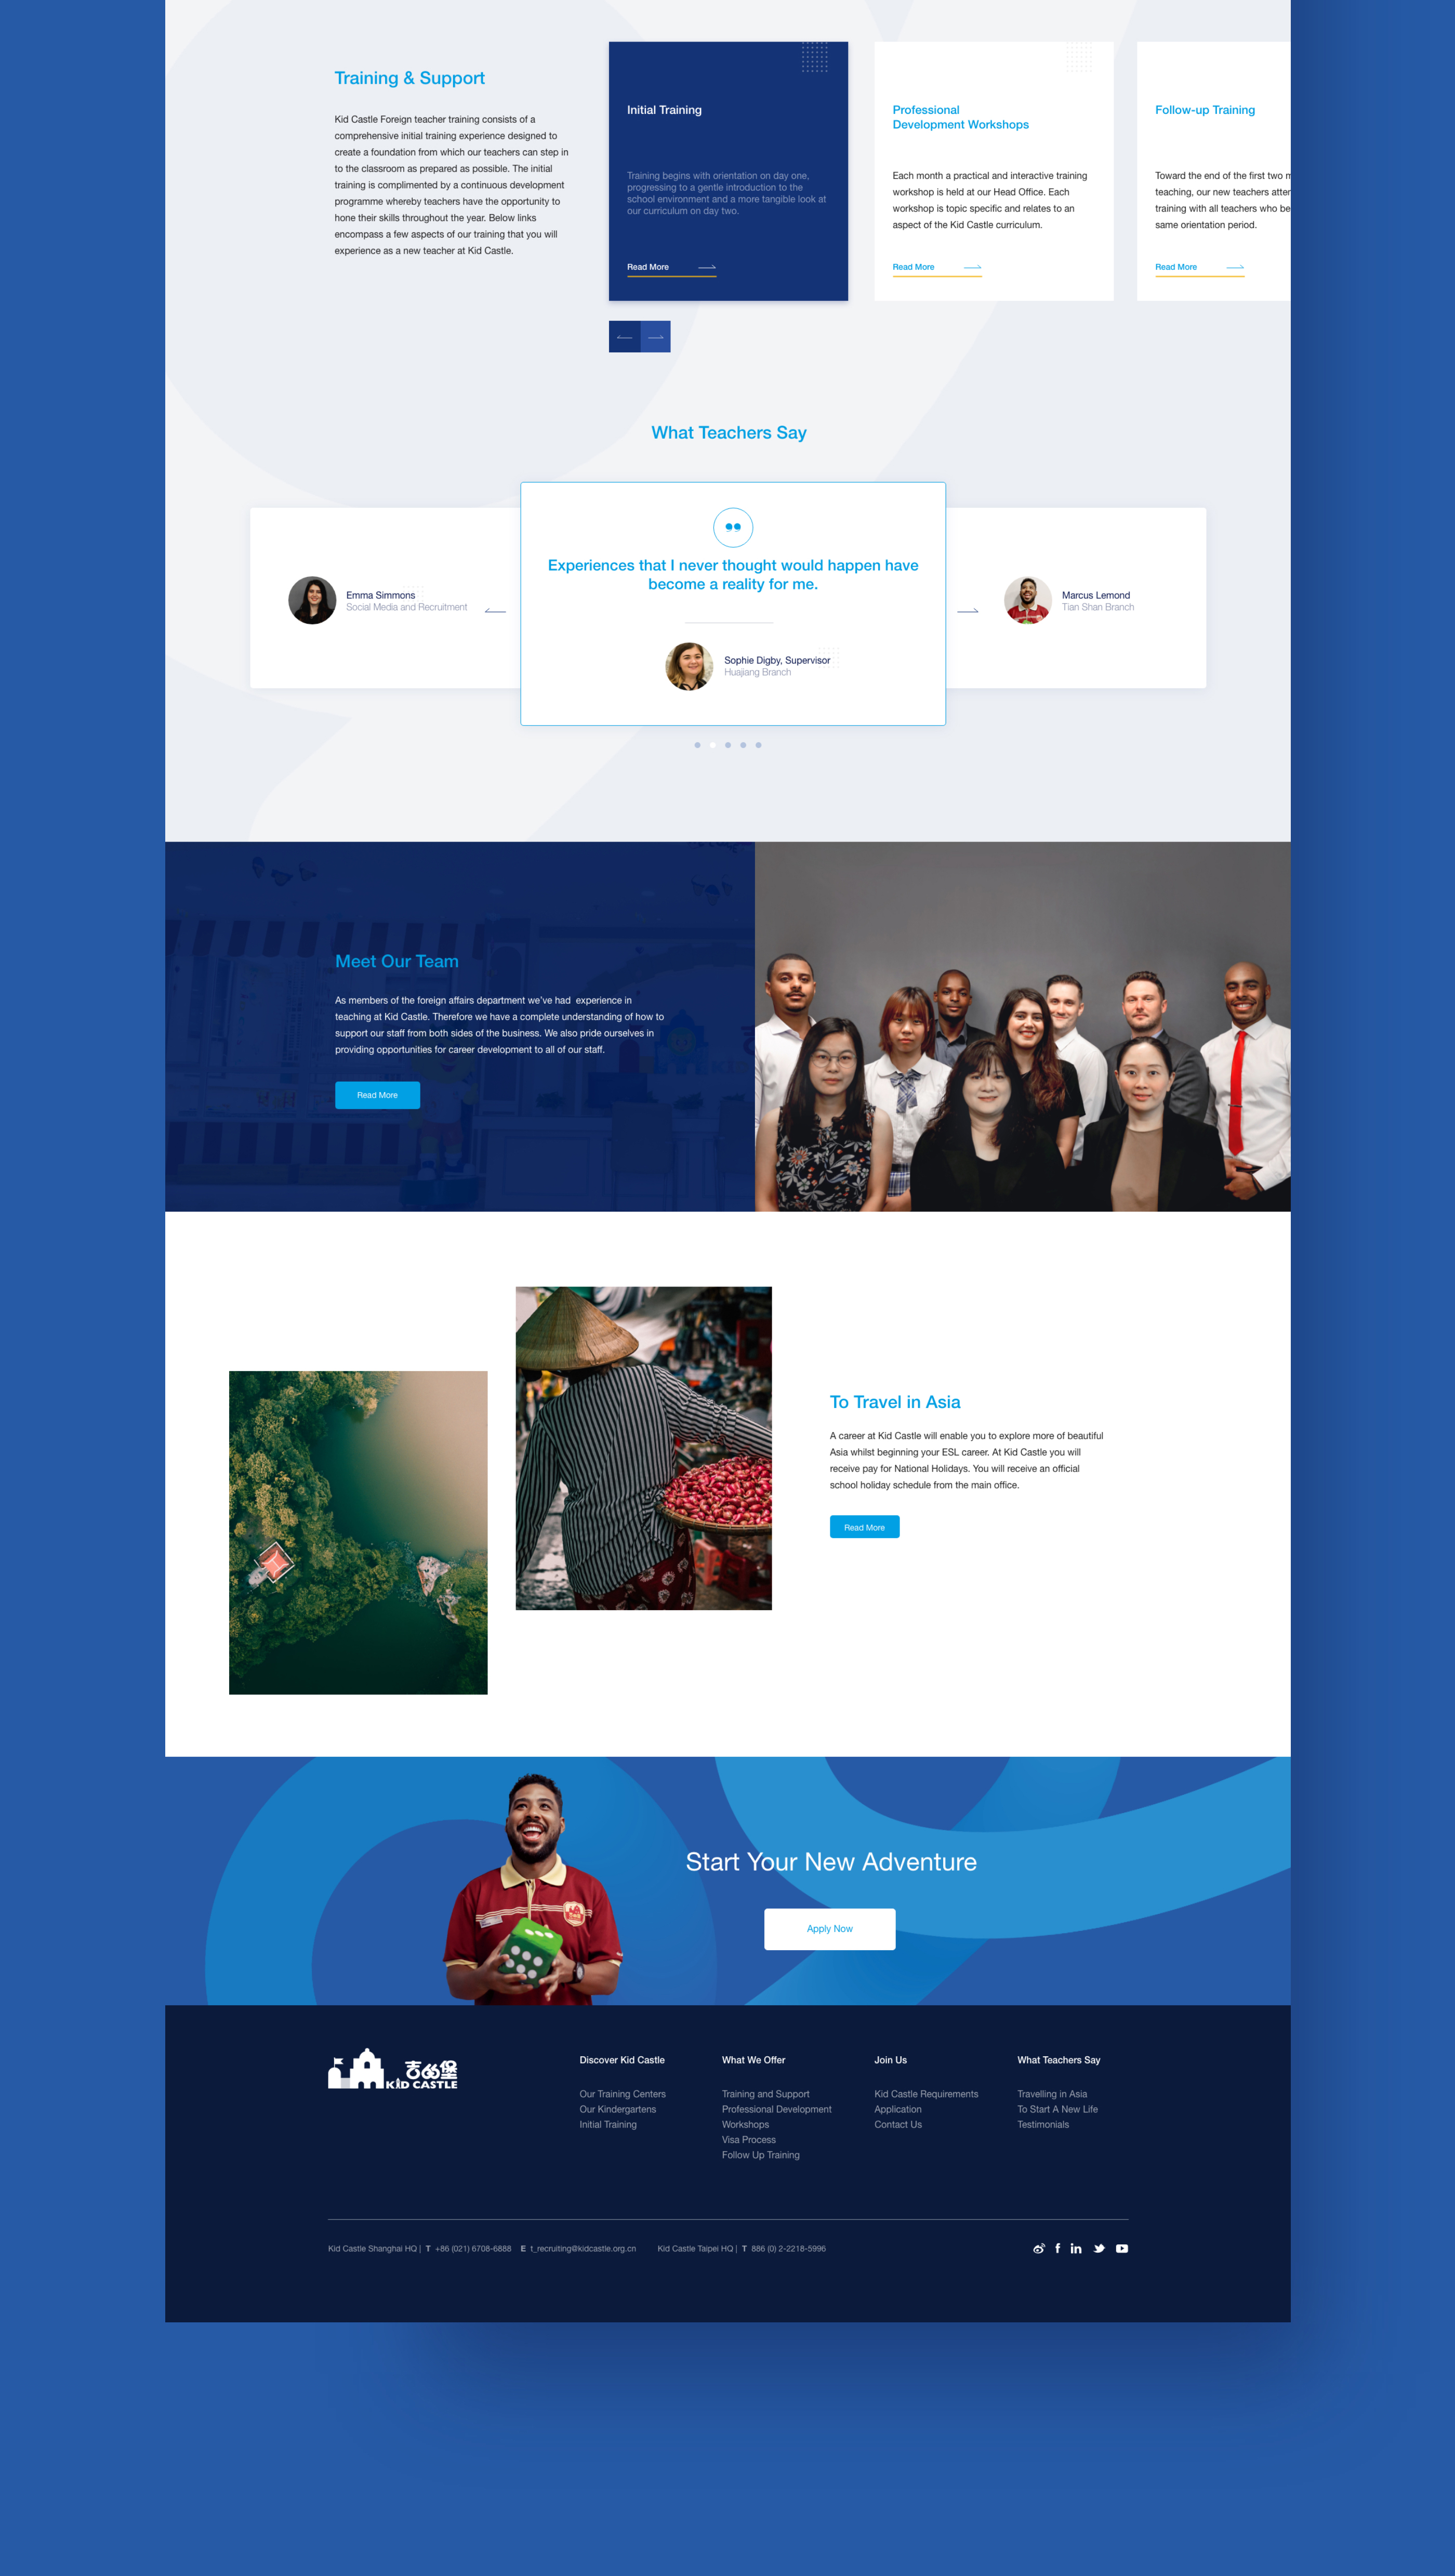 Training & Support
Kid Castle Foreign teacher training consists of a
comprehensive initial training experience designed to
create a foundation from which our teachers can step in
to the classroom as prepared as possible. The initial
training is complimented by a continuous development
programme whereby teachers have the opportunity to
hone their skills throughout the year. Below links
encompass a few aspects of our training that you will
experience as a new teacher at Kid Castle.
Initial Training
Training begins with orientation on day one,
progressing to a gentle introduction to the
school environment and a more tangible look at
our curriculum on day two.
Read More
Professional
Development Workshops
Each month a practical and interactive training
workshop is held at our Head Office. Each
workshop is topic specific and relates to an
aspect of the Kid Castle curriculum.
Read More
Follow-up Training
Toward the end of the first two m
teaching, our new teachers atter
training with all teachers who be
same orientation period.
Read More
What Teachers Say
Emma Simmons
Social Media and Recruitment
Experiences that I never thought would happen have
become a reality for me.
Sophie Digby, Supervisor
Huajiang Branch
Marcus Lemond
Tian Shan Branch
Meet Our Team
As members of the foreign affairs department we've had  experience in
teaching at Kid Castle. Therefore we have a complete understanding of how to
support our staff from both sides of the business. We also pride ourselves in
providing opportunities for career development to all of our staff.
Read More
To Travel in Asia
A career at Kid Castle will enable you to explore more of beautiful
Asia whilst beginning your ESL career. At Kid Castle you will
receive pay for National Holidays. You will receive an official
school holiday schedule from the main office.
Read More
Start Your New Adventure
Apply Now
吉的堡
KID CASTLE
Discover Kid Castle
Our Training Centers
Our Kindergartens
Initial Training
What We Offer
Training and Support
Professional Development
Workshops
Visa Process
Follow Up Training
Join Us
Kid Castle Requirements
Application
Contact Us
What Teachers Say
Travelling in Asia
To Start A New Life
Testimonials
Kid Castle Shanghai HQ | T +86 (021) 6708-6888 E t_recruiting@kidcastle.org.cn Kid Castle Taipei HQ | T 886 (0) 2-2218-5996